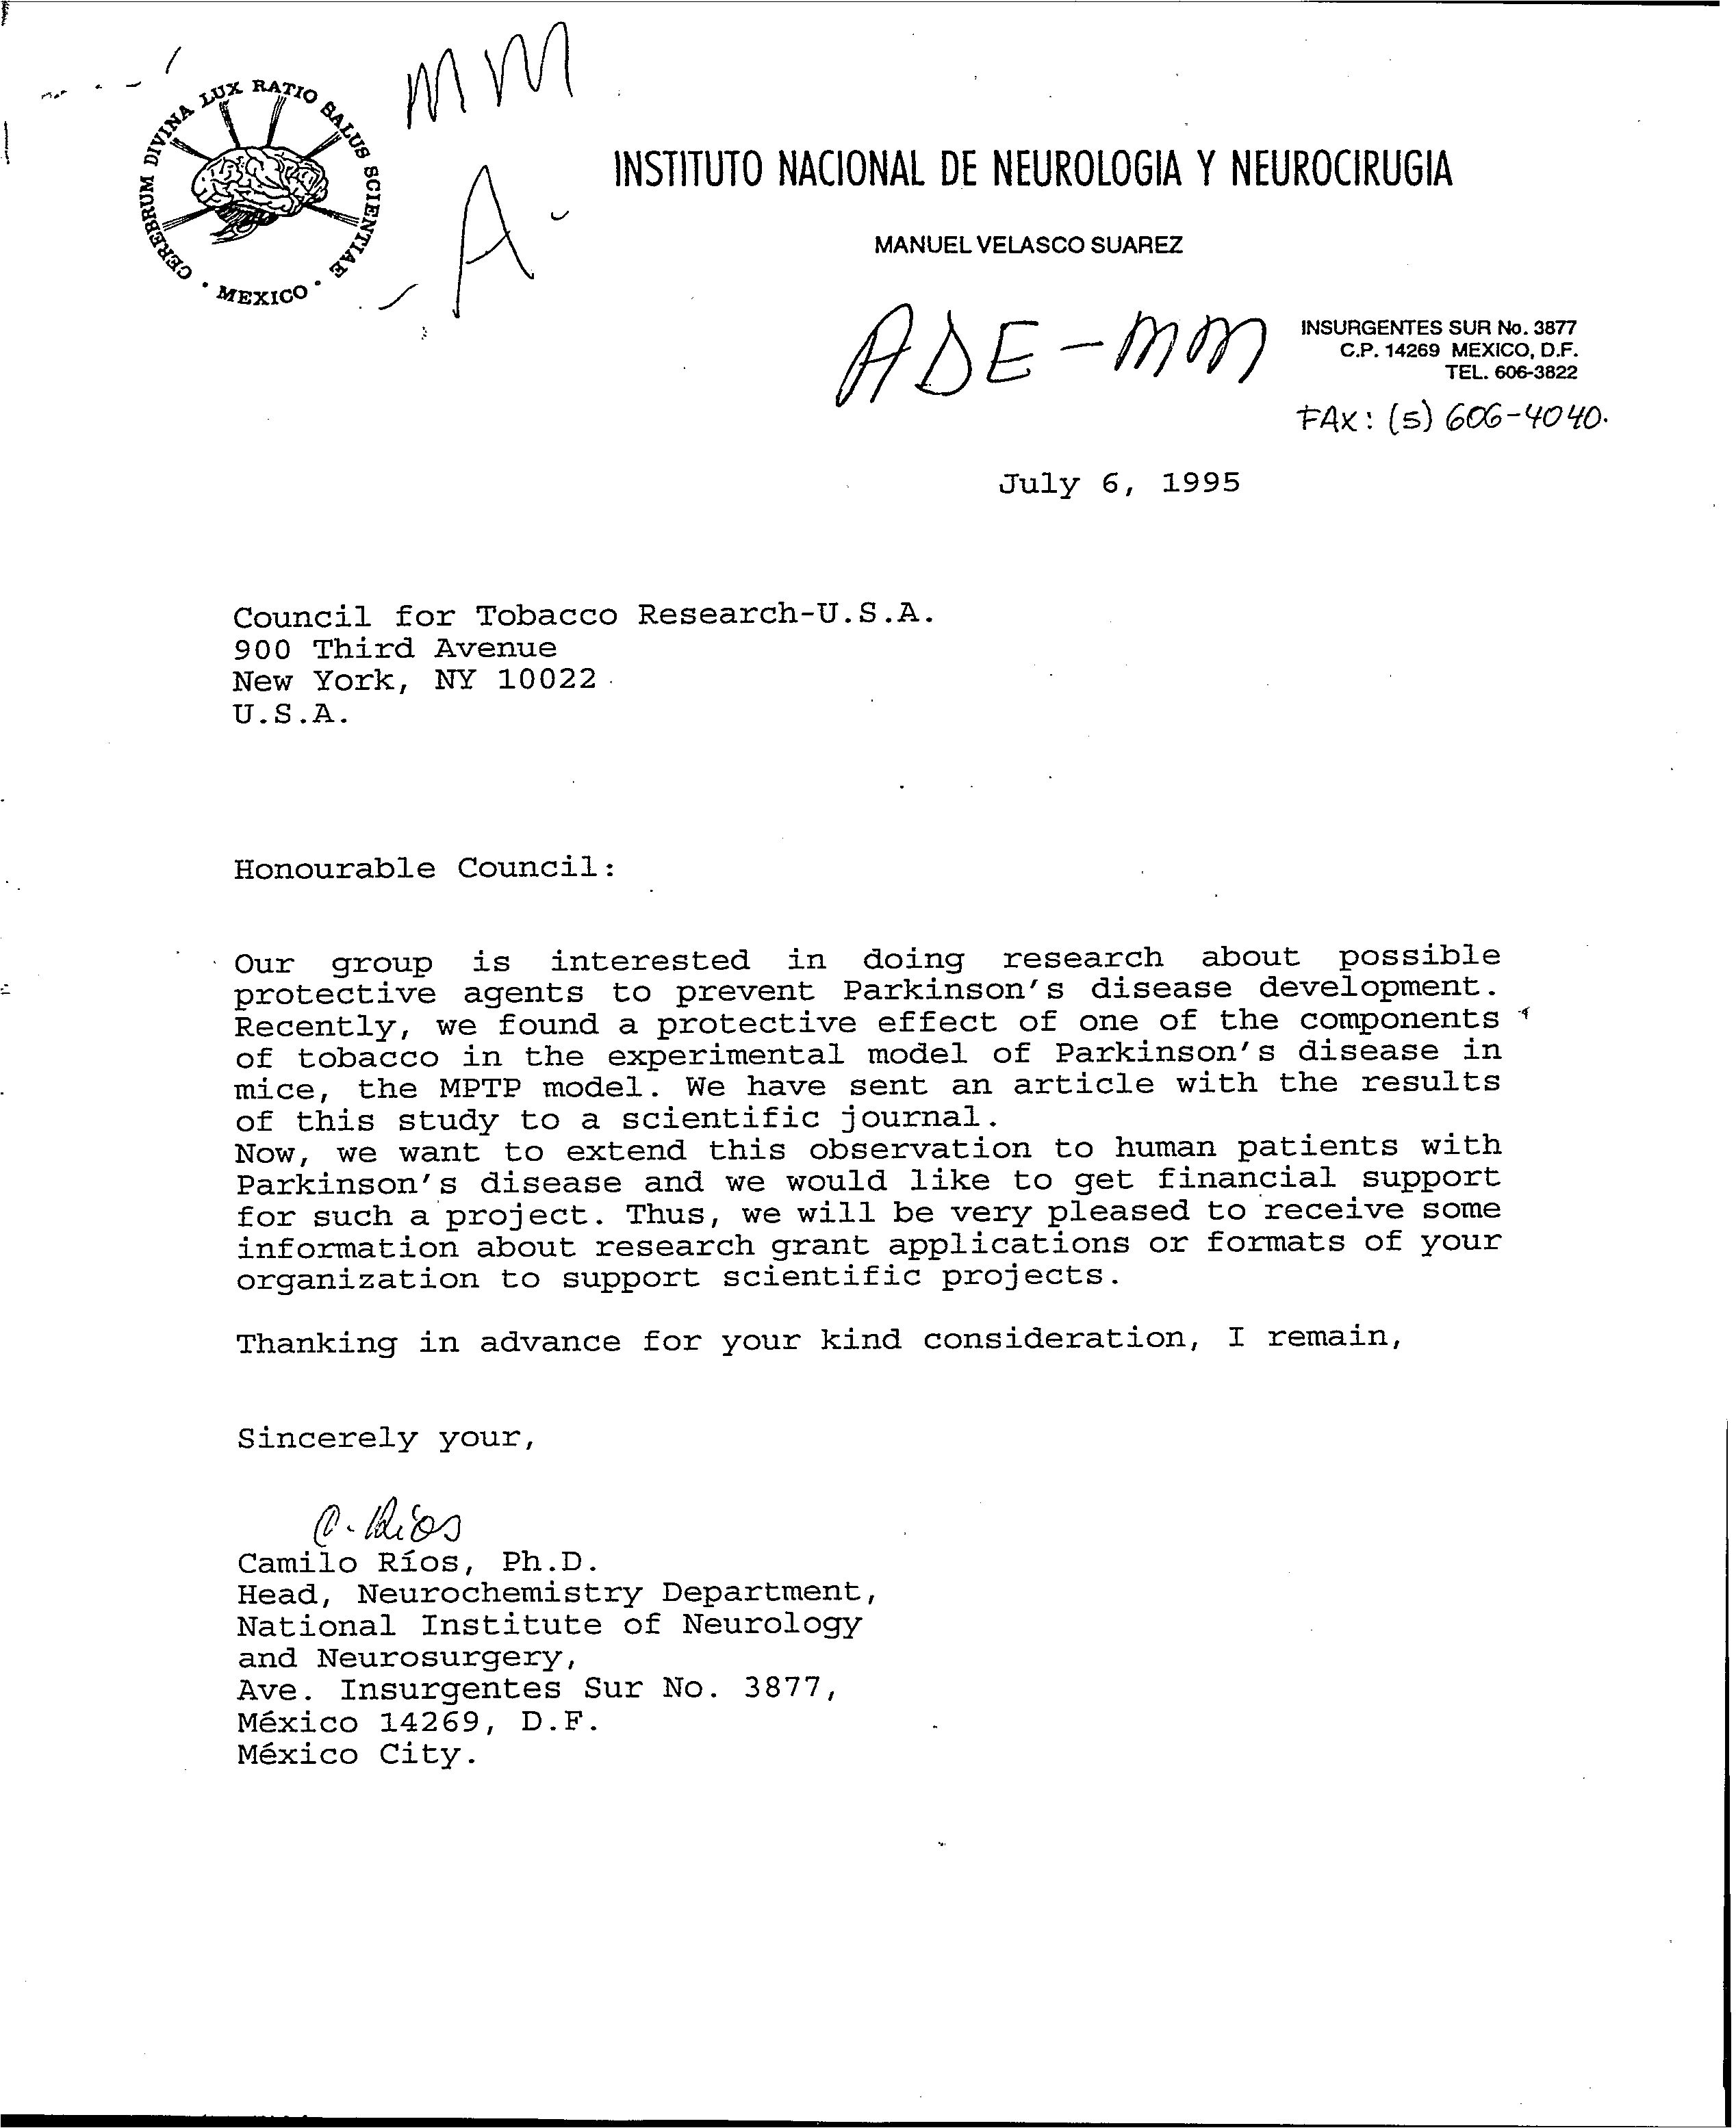 MM
CEREBRUM DIVINA LUX RATIO SALUS SCIENTIAE
· MEXICO ·
A
INSTITUTO NACIONAL DE NEUROLOGIA Y NEUROCIRUGIA
MANUEL VELASCO SUAREZ
ADE-MM
INSURGENTES SUR No. 3877
C.P. 14269 MEXICO, D.F.
TEL. 606-3822
FAX: (5) 606-4040.
July 6, 1995
Council for Tobacco Research-U.S.A.
900 Third Avenue
New York, NY 10022
U.S.A.
Honourable Council:
Our group is interested in doing research about possible
protective agents to prevent Parkinson's disease development.
Recently, we found a protective effect of one of the components
of tobacco in the experimental model of Parkinson's disease in
mice, the MPTP model. We have sent an article with the results
of this study to a scientific journal.
Now, we want to extend this observation to human patients with
Parkinson's disease and we would like to get financial support
for such a project. Thus, we will be very pleased to receive some
information about research grant applications or formats of your
organization to support scientific projects.
Thanking in advance for your kind consideration, I remain,
Sincerely your,
C. Ríos
Camilo Ríos, Ph.D.
Head, Neurochemistry Department,
National Institute of Neurology
and Neurosurgery,
Ave. Insurgentes Sur No. 3877,
México 14269, D.F.
México City.